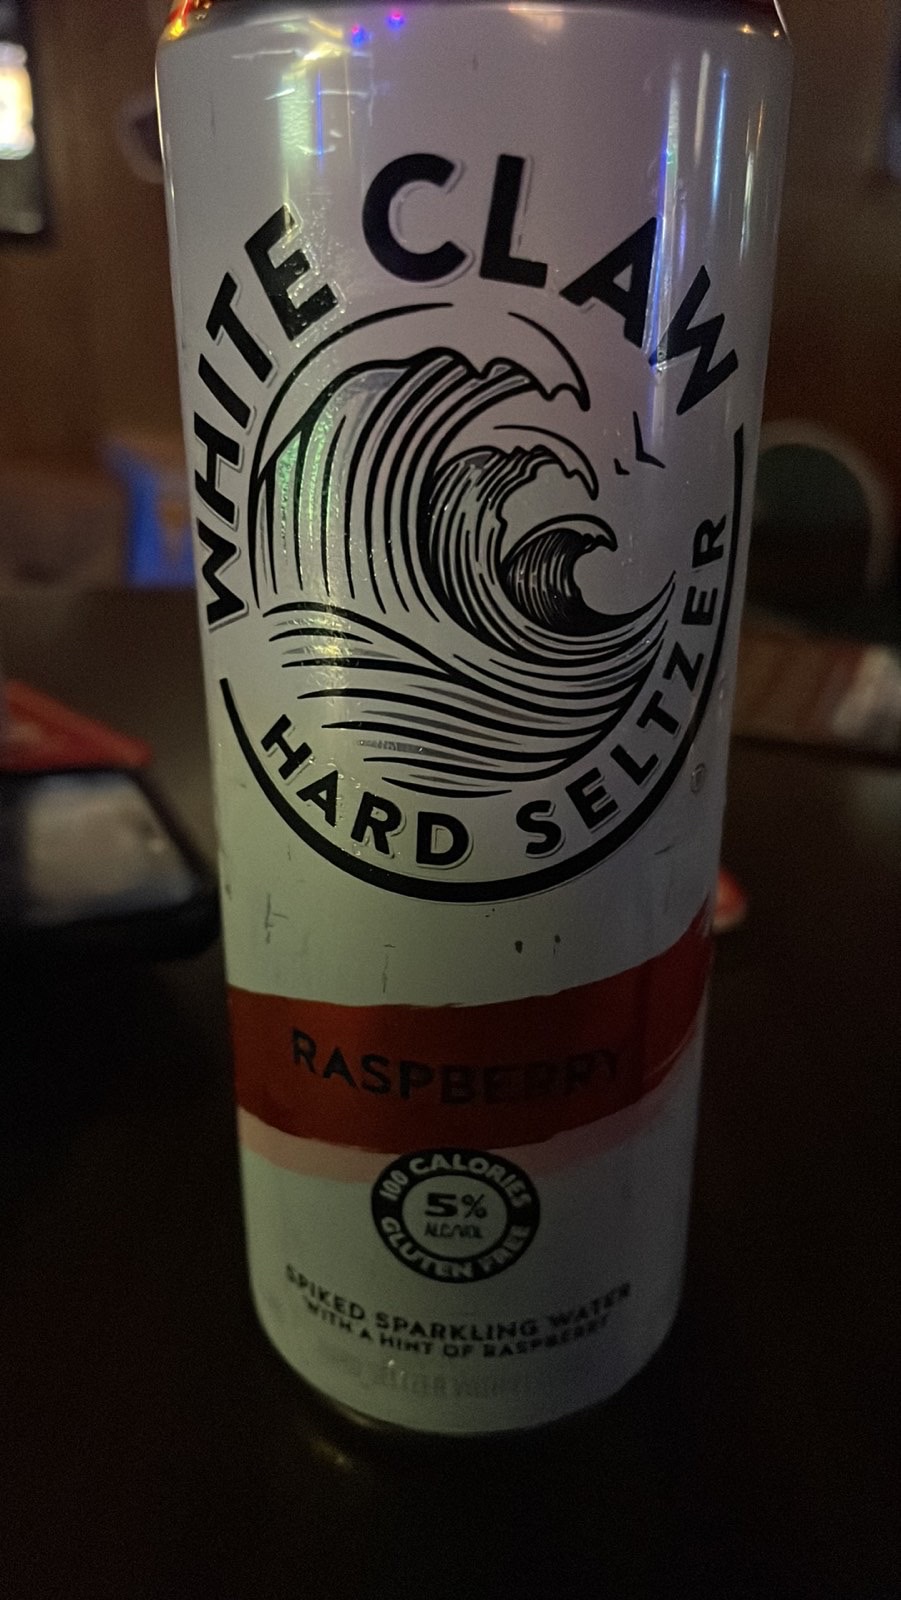 WHITE CLAW
HARD SELTZER
RASPBERRY
100 CALORIES
5%
ALC/VOL
GLUTEN FREE
SPIKED SPARKLING WATER
WITH A HINT OF RASPBERRY